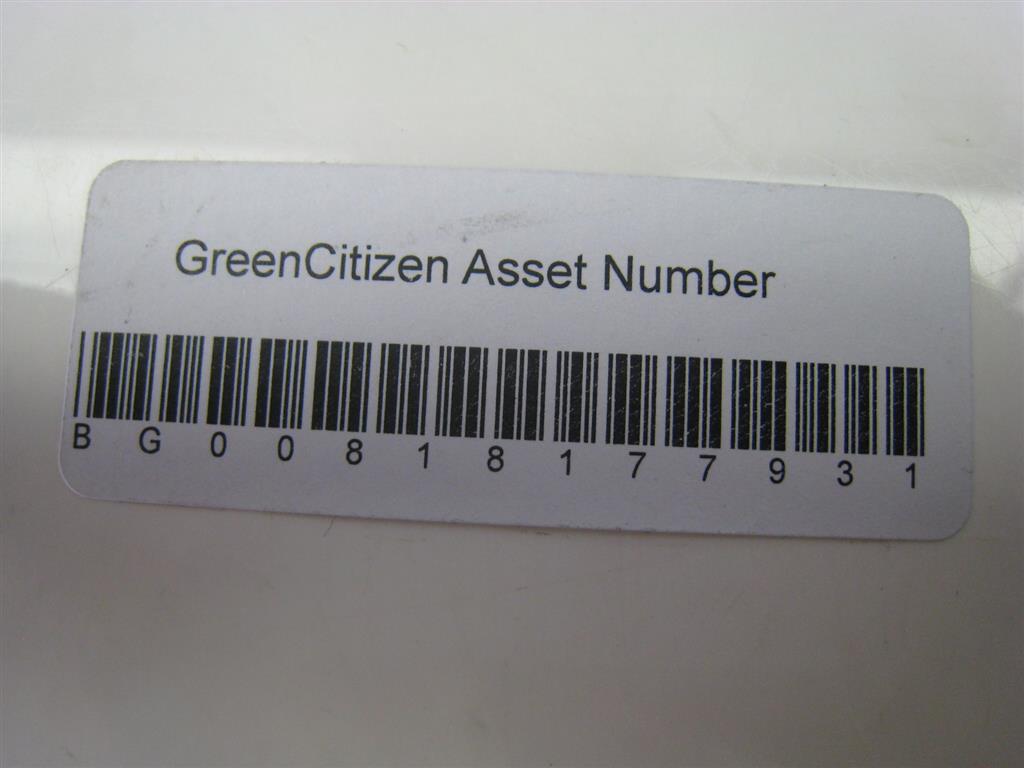 GreenCitizen Asset Number
B G 0 0 8 1 8 1 7 7 9 3 1